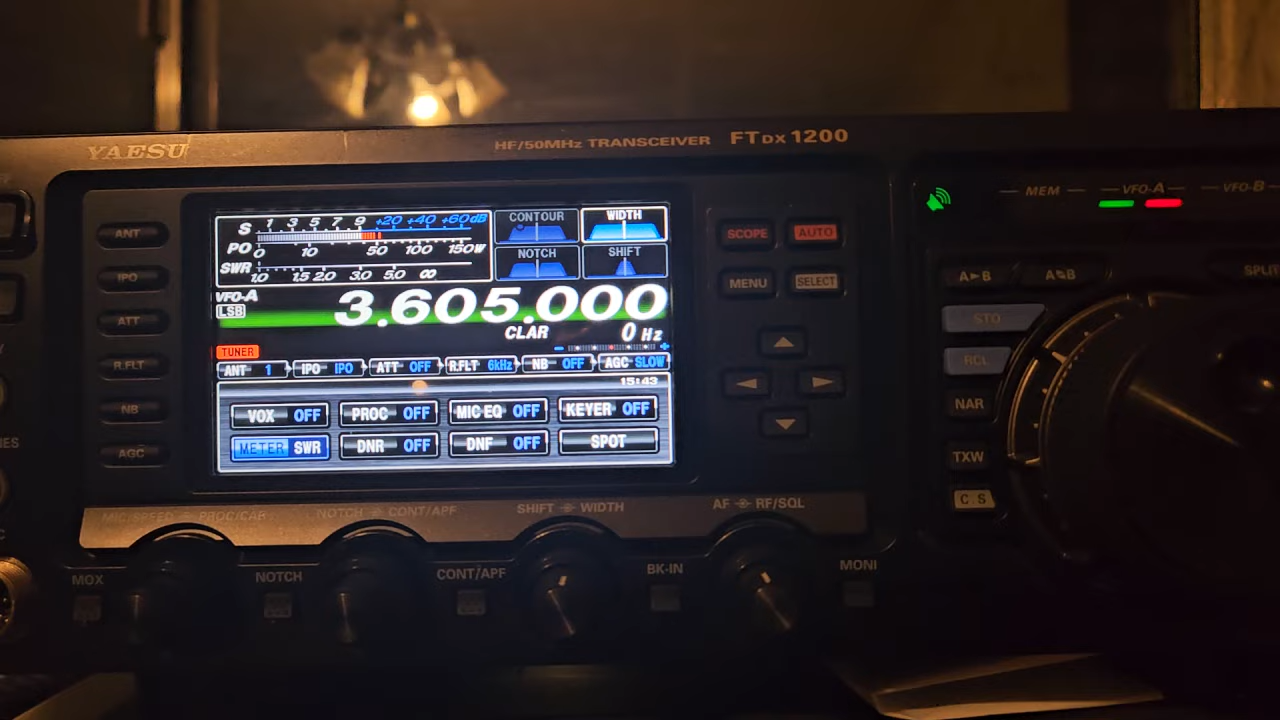 YAESU
HF/50MHz TRANSCEIVER FTDX 1200
MEM VFO-A VFO-B
S 1 3 5 7 9 +20 +40 +60dB
PO 0 10 50 100 150W
SWR 1.0 1.5 2.0 3.0 5.0 ∞
CONTOUR WIDTH
NOTCH SHIFT
VFO-A
LSB
3.605.000
CLAR 0 Hz
TUNER
ANT 1 IPO IPO ATT OFF R.FLT 6kHz NB OFF AGC SLOW
15:43
VOX OFF PROC OFF MIC EQ OFF KEYER OFF
METER SWR DNR OFF DNF OFF SPOT
ANT
IPO
ATT
R.FLT
NB
AGC
SCOPE AUTO
MENU SELECT
A►B A B SPLIT
STO
RCL
NAR
TXW
C.S
MIC/SPEED PROC/CAR NOTCH CONT/APF SHIFT WIDTH AF RF/SQL
MOX NOTCH CONT/APF BK-IN MONI